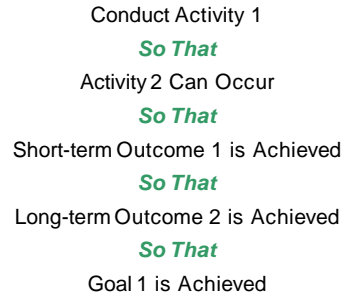 Conduct Activity 1
So That
Activity 2 Can Occur
So That
Short-term Outcome 1 is Achieved
So That
Long-term Outcome 2 is Achieved
So That
Goal 1 is Achieved